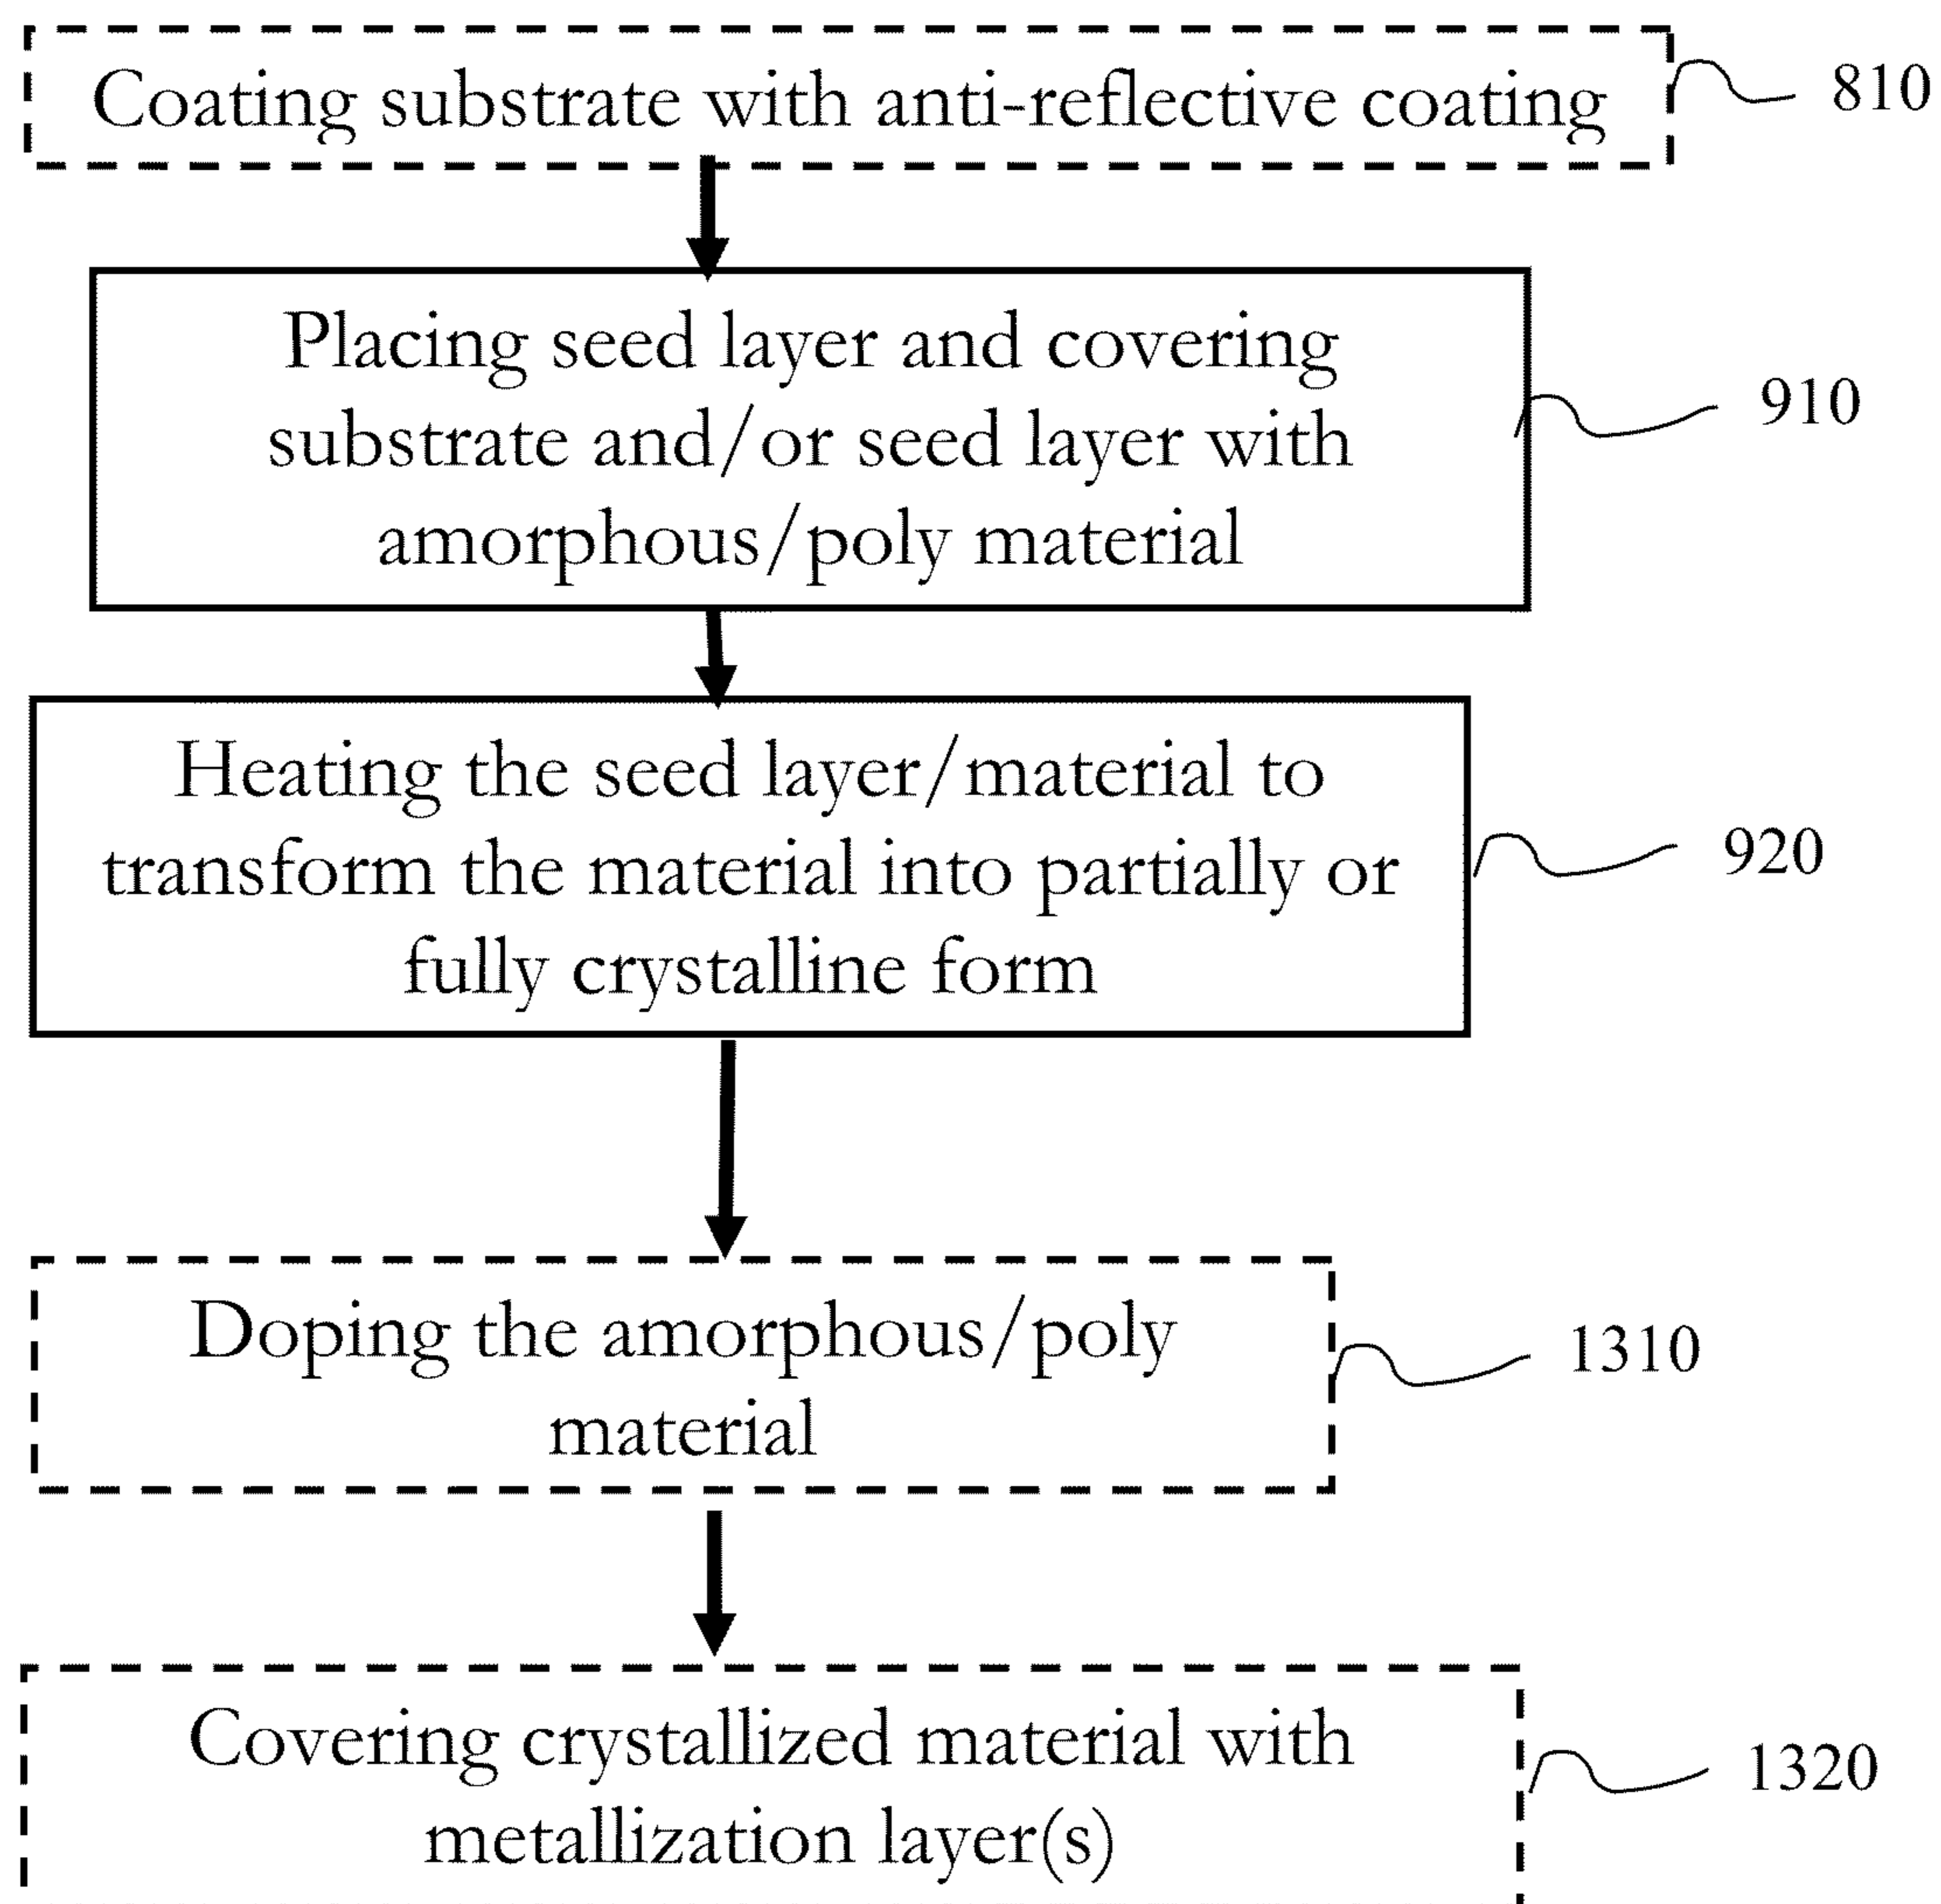 Coating substrate with anti-reflective coating
810
Placing seed layer and covering
substrate and/or seed layer with
amorphous/poly material
910
Heating the seed layer/material to
transform the material into partially or
fully crystalline form
920
Doping the amorphous/poly
material
1310
Covering crystallized material with
metallization layer(s)
1320